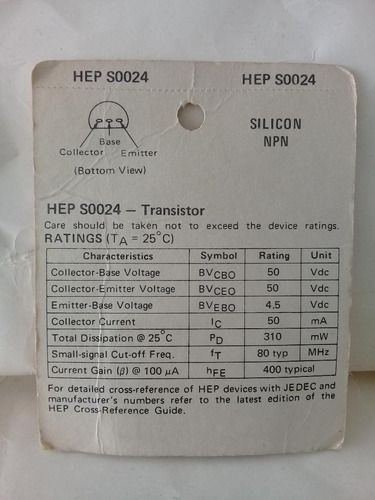 HEP S0024 HEP S0024
SILICON
NPN
Base
Collector Emitter
(Bottom View)
HEP S0024 — Transistor
Care should be taken not to exceed the device ratings.
RATINGS (TA = 25°C)
Characteristics Symbol Rating Unit
Collector-Base Voltage BVCBO 50 Vdc
Collector-Emitter Voltage BVCEO 50 Vdc
Emitter-Base Voltage BVEBO 4.5 Vdc
Collector Current IC 50 mA
Total Dissipation @ 25°C PD 310 mW
Small-signal Cut-off Freq. fT 80 typ MHz
Current Gain (β) @ 100 μA hFE 400 typical
For detailed cross-reference of HEP devices with JEDEC and
manufacturer's numbers refer to the latest edition of the
HEP Cross-Reference Guide.